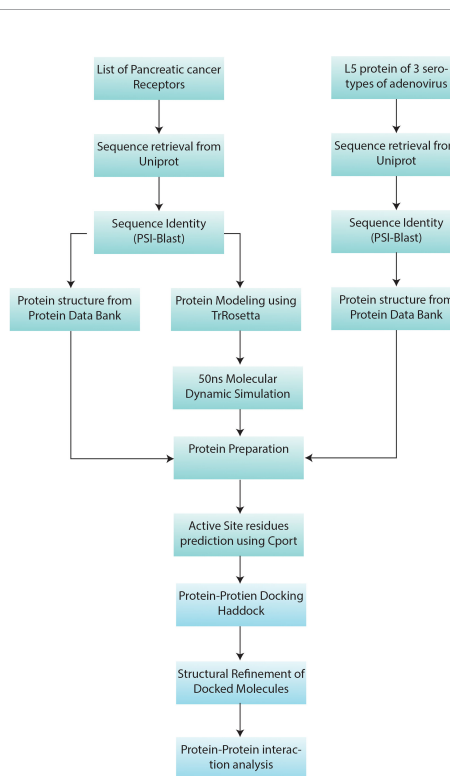 List of Pancreatic cancer
Receptors
L5 protein of 3 sero-
types of adenovirus
Sequence retrieval from
Uniprot
Sequence retrieval from
Uniprot
Sequence Identity
(PSI-Blast)
Sequence Identity
(PSI-Blast)
Protein structure from
Protein Data Bank
Protein Modeling using
TrRosetta
Protein structure from
Protein Data Bank
50ns Molecular
Dynamic Simulation
Protein Preparation
Active Site residues
prediction using Cport
Protein-Protien Docking
Haddock
Structural Refinement of
Docked Molecules
Protein-Protein interac-
tion analysis